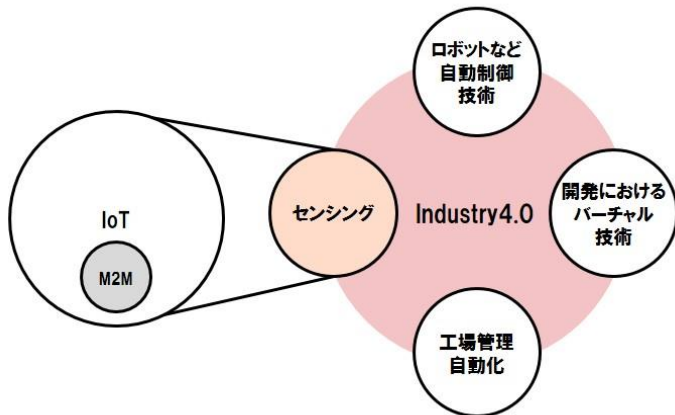 ロボットなど
自動制御
技術
IoT
M2M
センシング
Industry4.0
開発における
バーチャル
技術
工場管理
自動化